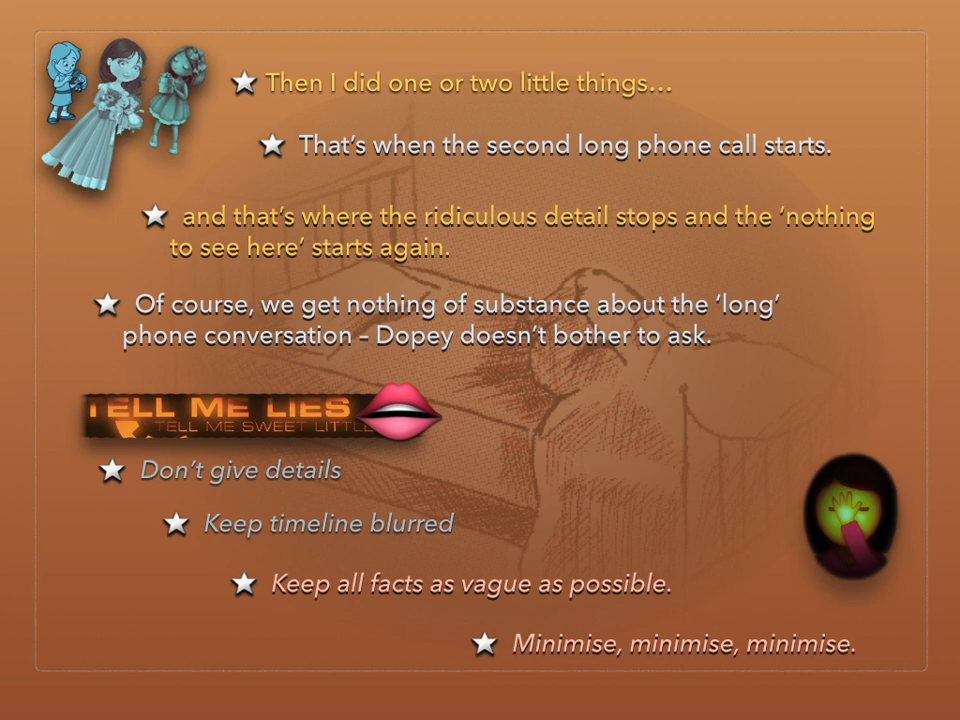 Then I did one or two little things…
That’s when the second long phone call starts.
and that’s where the ridiculous detail stops and the ‘nothing
to see here’ starts again.
Of course, we get nothing of substance about the ‘long’
phone conversation – Dopey doesn’t bother to ask.
TELL ME LIES
TELL ME SWEET LITTL
Don’t give details
Keep timeline blurred
Keep all facts as vague as possible.
Minimise, minimise, minimise.